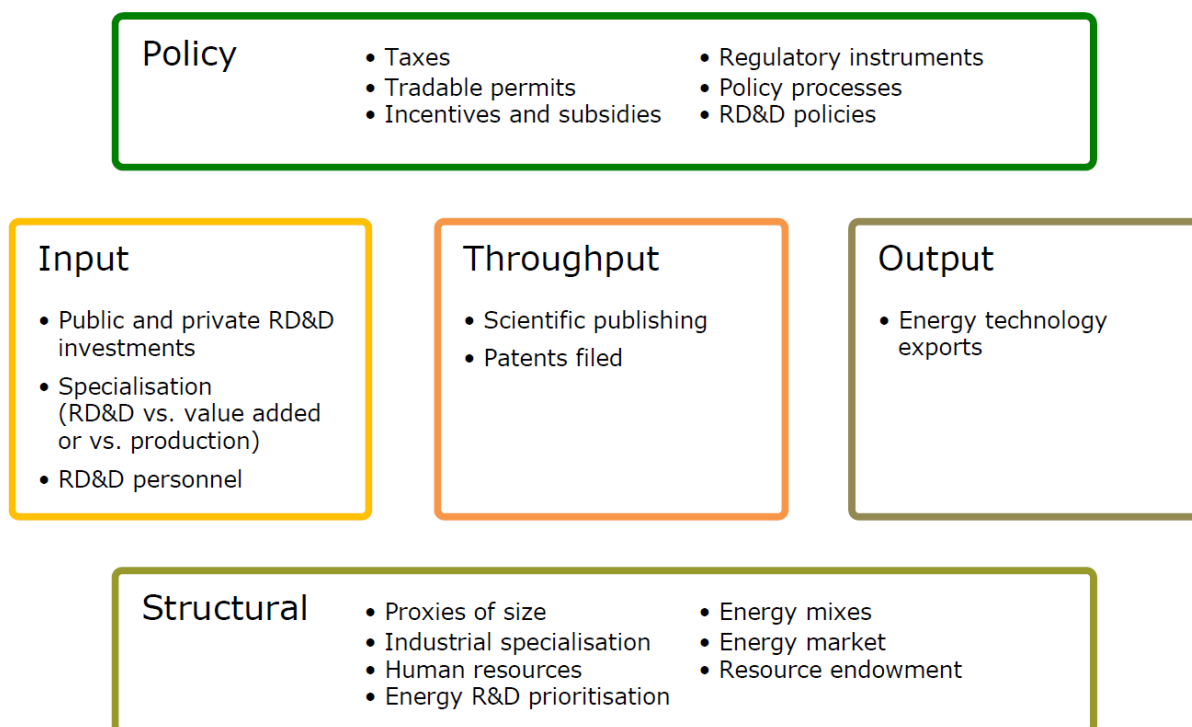 Policy
• Taxes
• Tradable permits
• Incentives and subsidies
• Regulatory instruments
• Policy processes
• RD&D policies
Input
• Public and private RD&D
investments
• Specialisation
(RD&D vs. value added
or vs. production)
• RD&D personnel
Throughput
• Scientific publishing
• Patents filed
Output
• Energy technology
exports
Structural
• Proxies of size
• Industrial specialisation
• Human resources
• Energy R&D prioritisation
• Energy mixes
• Energy market
• Resource endowment